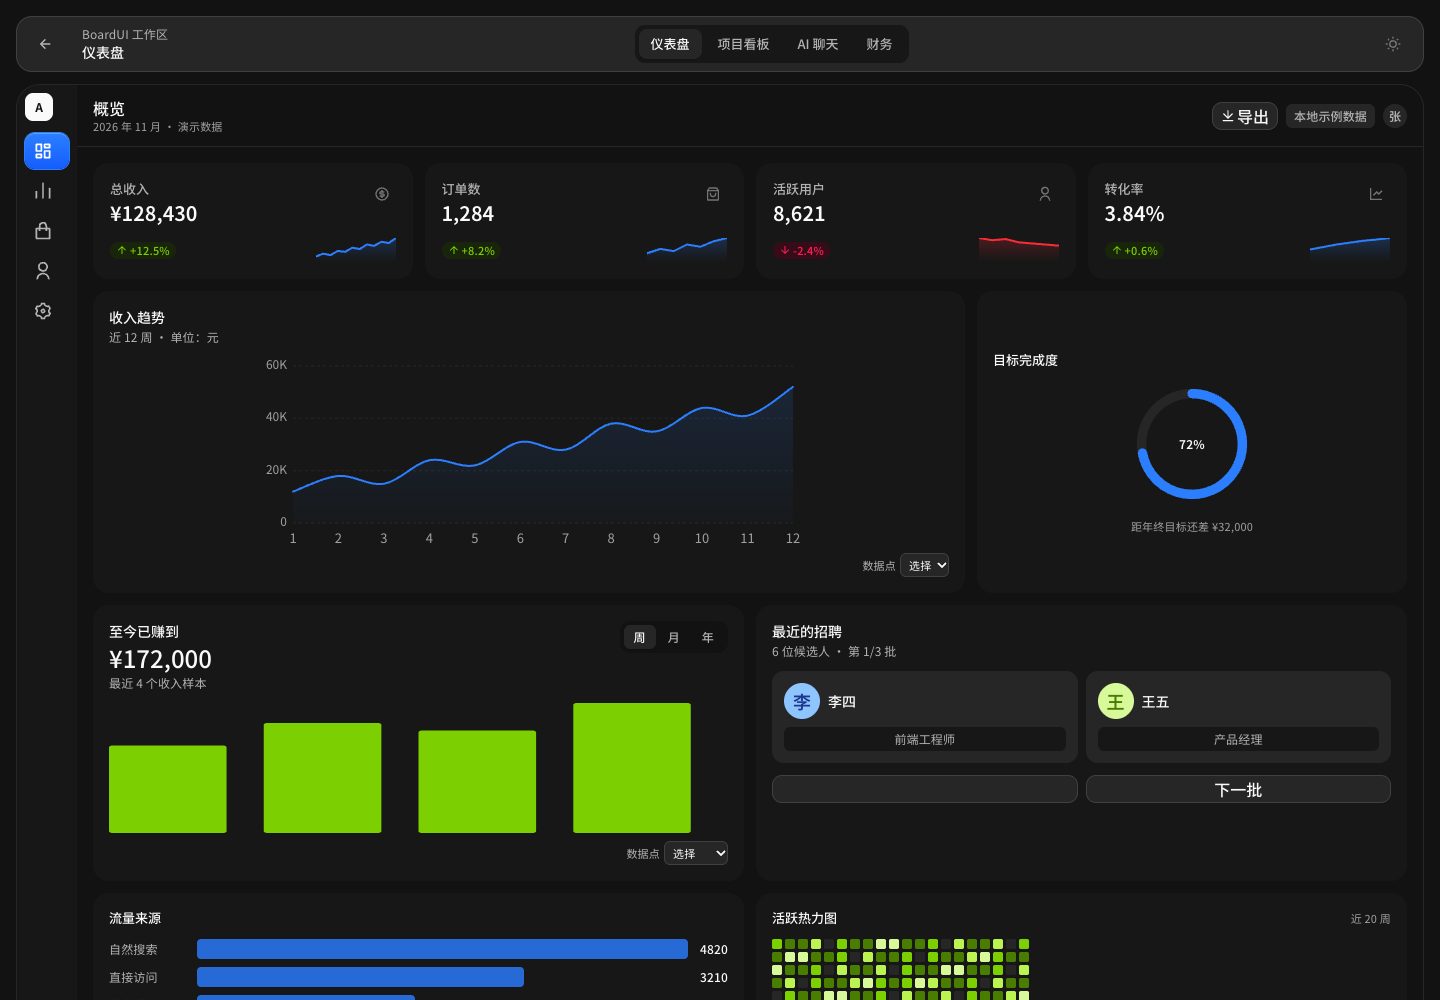 BoardUI 工作区
仪表盘
仪表盘 项目看板 AI 聊天 财务
A
概览
2026 年 11 月 · 演示数据
导出 本地示例数据 张
总收入
¥128,430
+12.5%
订单数
1,284
+8.2%
活跃用户
8,621
-2.4%
转化率
3.84%
+0.6%
收入趋势
近 12 周 · 单位：元
60K
40K
20K
0
1 2 3 4 5 6 7 8 9 10 11 12
数据点 选择
目标完成度
72%
距年终目标还差 ¥32,000
至今已赚到
¥172,000
最近 4 个收入样本
周 月 年
数据点 选择
最近的招聘
6 位候选人 · 第 1/3 批
李 李四
前端工程师
王 王五
产品经理
下一批
流量来源
自然搜索 4820
直接访问 3210
活跃热力图
近 20 周